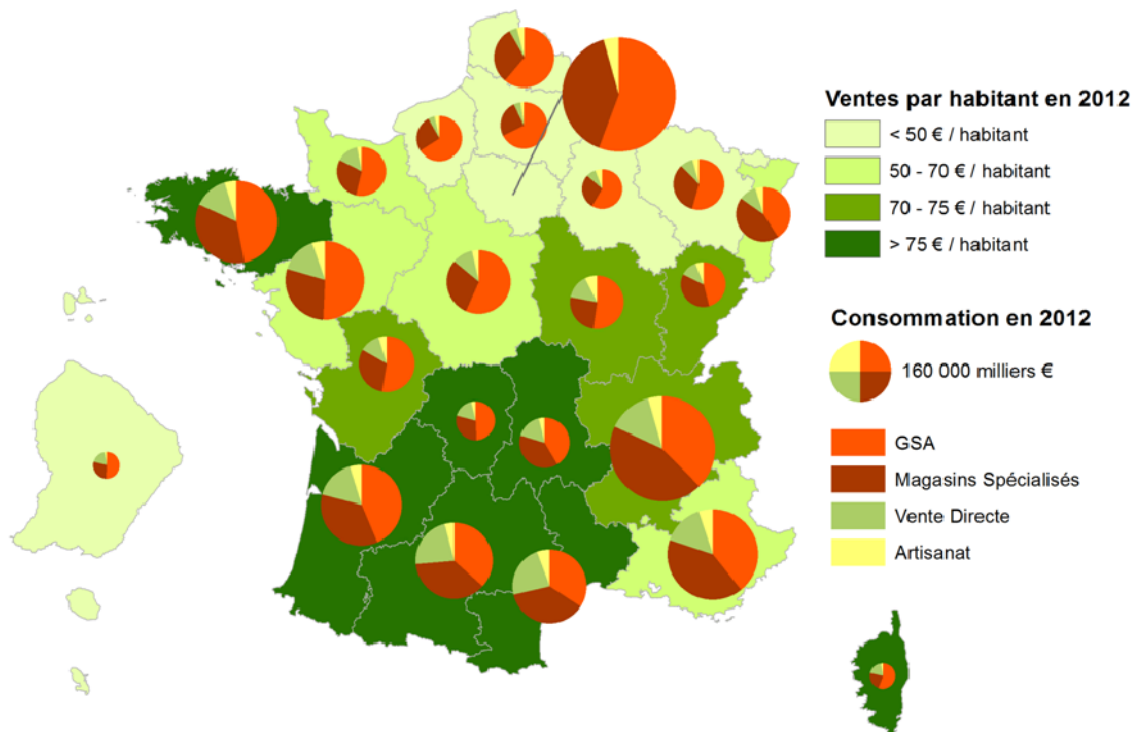 Ventes par habitant en 2012
< 50 € / habitant
50 - 70 € / habitant
70 - 75 € / habitant
> 75 € / habitant
Consommation en 2012
160 000 milliers €
GSA
Magasins Spécialisés
Vente Directe
Artisanat